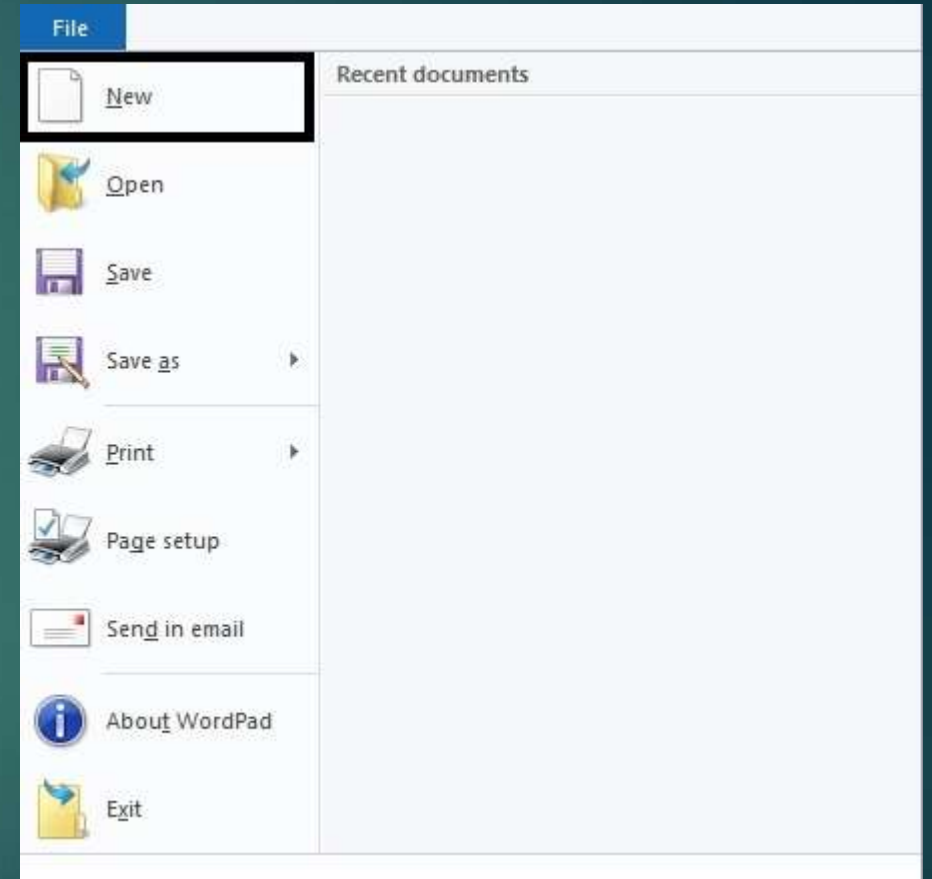 File
New
Recent documents
Open
Save
Save as
Print
Page setup
Send in email
About WordPad
Exit